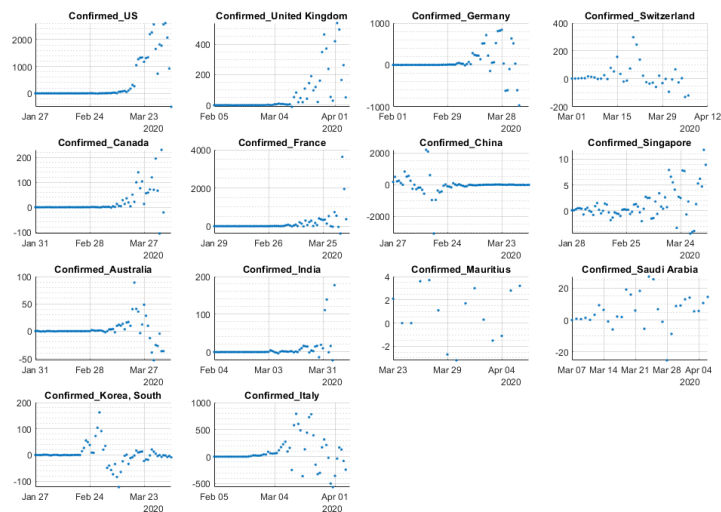 Confirmed_US
2000
1000
0
Jan 27
Feb 24
Mar 23
2020
Confirmed_United Kingdom
400
200
0
Feb 05
Mar 04
Apr 01
2020
Confirmed_Germany
1000
0
-1000
Feb 01
Feb 29
Mar 28
2020
Confirmed_Switzerland
400
200
0
-200
Mar 01
Mar 15
Mar 29
Apr 12
2020
Confirmed_Canada
200
100
0
-100
Jan 31
Feb 28
Mar 27
2020
Confirmed_France
4000
2000
0
Jan 29
Feb 26
Mar 25
2020
Confirmed_China
2000
0
-2000
Jan 27
Feb 24
Mar 23
2020
Confirmed_Singapore
10
5
0
Jan 28
Feb 25
Mar 24
2020
Confirmed_Australia
100
50
0
-50
Jan 31
Feb 28
Mar 27
2020
Confirmed_India
200
100
0
Feb 04
Mar 03
Mar 31
2020
Confirmed_Mauritius
4
2
0
-2
Mar 23
Mar 29
Apr 04
2020
Confirmed_Saudi Arabia
20
0
-20
Mar 07
Mar 14
Mar 21
Mar 28
Apr 04
2020
Confirmed_Korea, South
200
100
0
-100
Jan 27
Feb 24
Mar 23
2020
Confirmed_Italy
1000
500
0
-500
Feb 05
Mar 04
Apr 01
2020